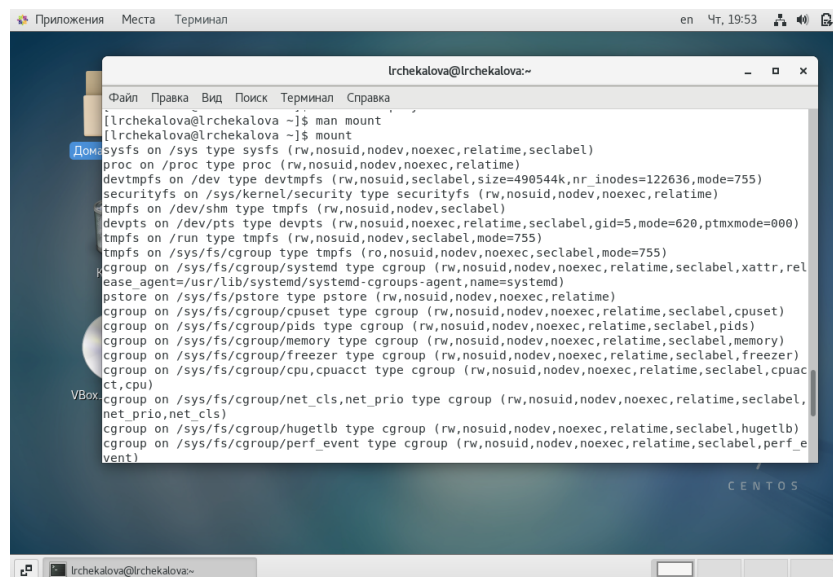 Приложения Места Терминал en Чт, 19:53
lrchekalova@lrchekalova:~
Файл Правка Вид Поиск Терминал Справка
[lrchekalova@lrchekalova ~]$ man mount
[lrchekalova@lrchekalova ~]$ mount
sysfs on /sys type sysfs (rw,nosuid,nodev,noexec,relatime,seclabel)
proc on /proc type proc (rw,nosuid,nodev,noexec,relatime)
devtmpfs on /dev type devtmpfs (rw,nosuid,seclabel,size=490544k,nr_inodes=122636,mode=755)
securityfs on /sys/kernel/security type securityfs (rw,nosuid,nodev,noexec,relatime)
tmpfs on /dev/shm type tmpfs (rw,nosuid,nodev,seclabel)
devpts on /dev/pts type devpts (rw,nosuid,noexec,relatime,seclabel,gid=5,mode=620,ptmxmode=000)
tmpfs on /run type tmpfs (rw,nosuid,nodev,seclabel,mode=755)
tmpfs on /sys/fs/cgroup type tmpfs (ro,nosuid,nodev,noexec,seclabel,mode=755)
cgroup on /sys/fs/cgroup/systemd type cgroup (rw,nosuid,nodev,noexec,relatime,seclabel,xattr,rel
ease_agent=/usr/lib/systemd/systemd-cgroups-agent,name=systemd)
pstore on /sys/fs/pstore type pstore (rw,nosuid,nodev,noexec,relatime)
cgroup on /sys/fs/cgroup/cpuset type cgroup (rw,nosuid,nodev,noexec,relatime,seclabel,cpuset)
cgroup on /sys/fs/cgroup/pids type cgroup (rw,nosuid,nodev,noexec,relatime,seclabel,pids)
cgroup on /sys/fs/cgroup/memory type cgroup (rw,nosuid,nodev,noexec,relatime,seclabel,memory)
cgroup on /sys/fs/cgroup/freezer type cgroup (rw,nosuid,nodev,noexec,relatime,seclabel,freezer)
cgroup on /sys/fs/cgroup/cpu,cpuacct type cgroup (rw,nosuid,nodev,noexec,relatime,seclabel,cpuac
ct,cpu)
cgroup on /sys/fs/cgroup/net_cls,net_prio type cgroup (rw,nosuid,nodev,noexec,relatime,seclabel,
net_prio,net_cls)
cgroup on /sys/fs/cgroup/hugetlb type cgroup (rw,nosuid,nodev,noexec,relatime,seclabel,hugetlb)
cgroup on /sys/fs/cgroup/perf_event type cgroup (rw,nosuid,nodev,noexec,relatime,seclabel,perf_e
vent)
Дома
VBox
CENTOS
lrchekalova@lrchekalova:~